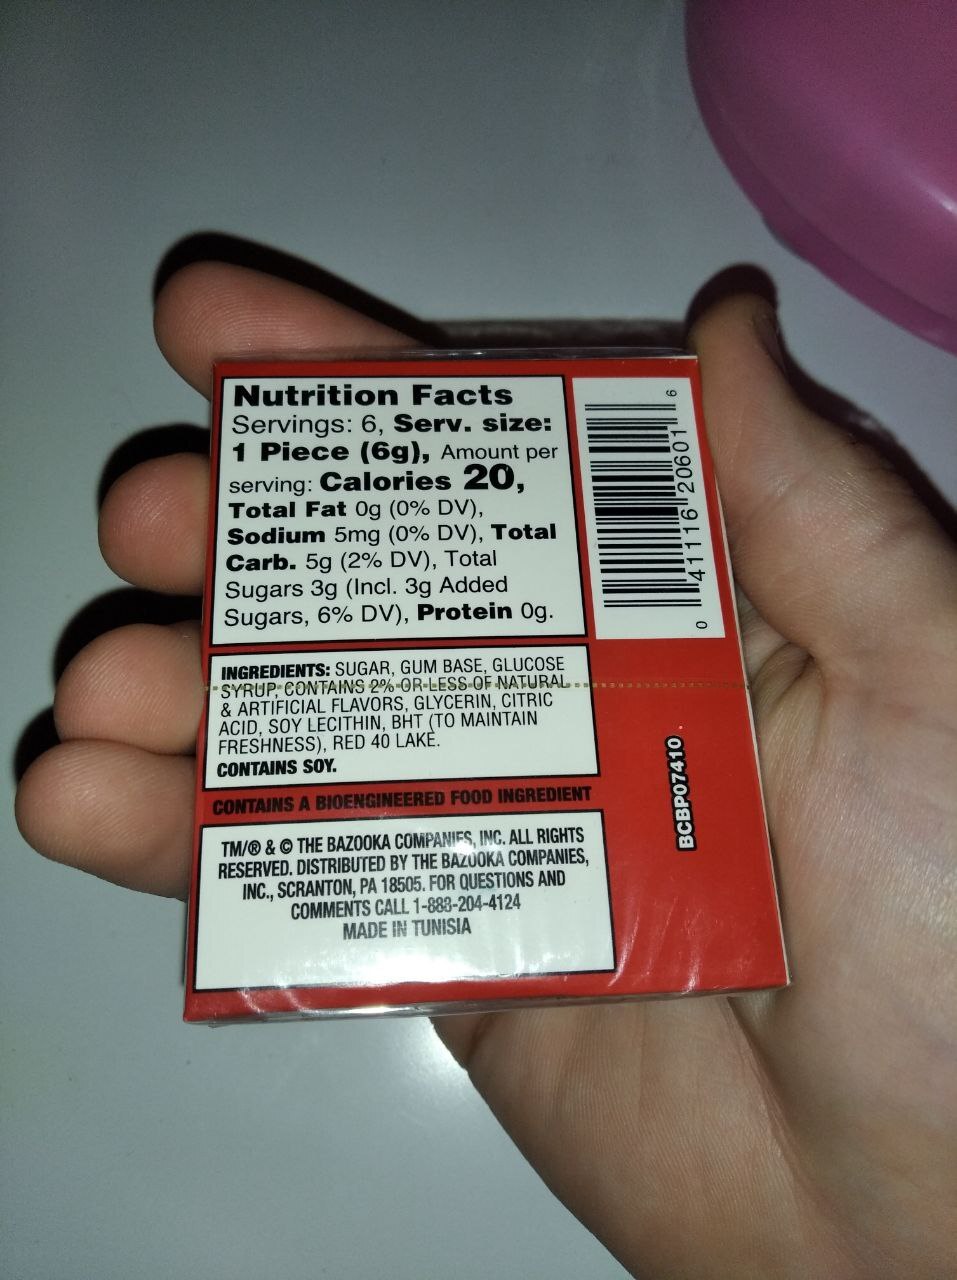 Nutrition Facts
Servings: 6, Serv. size:
1 Piece (6g), Amount per
serving: Calories 20,
Total Fat 0g (0% DV),
Sodium 5mg (0% DV), Total
Carb. 5g (2% DV), Total
Sugars 3g (Incl. 3g Added
Sugars, 6% DV), Protein 0g.
INGREDIENTS: SUGAR, GUM BASE, GLUCOSE
SYRUP, CONTAINS 2% OR LESS OF NATURAL
& ARTIFICIAL FLAVORS, GLYCERIN, CITRIC
ACID, SOY LECITHIN, BHT (TO MAINTAIN
FRESHNESS), RED 40 LAKE.
CONTAINS SOY.
CONTAINS A BIOENGINEERED FOOD INGREDIENT
TM/® & © THE BAZOOKA COMPANIES, INC. ALL RIGHTS
RESERVED. DISTRIBUTED BY THE BAZOOKA COMPANIES,
INC., SCRANTON, PA 18505. FOR QUESTIONS AND
COMMENTS CALL 1-888-204-4124
MADE IN TUNISIA
0 41116 20601 6
BCBP07410